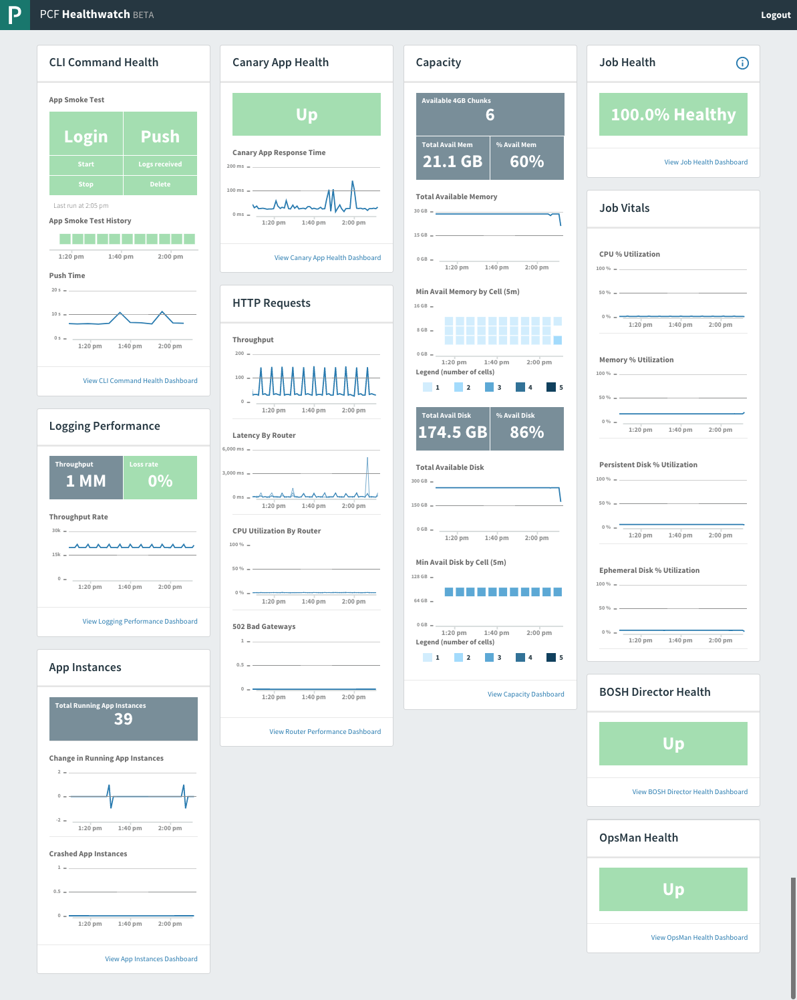 P
PCF Healthwatch BETA
Logout
CLI Command Health
App Smoke Test
Login Push
Start Logs received
Stop Delete
Last run at 2:05 pm
App Smoke Test History
1:20 pm 1:40 pm 2:00 pm
Push Time
20 s
10 s
0 s
1:20 pm 1:40 pm 2:00 pm
View CLI Command Health Dashboard
Logging Performance
Throughput Loss rate
1 MM 0%
Throughput Rate
30k
15k
0
1:20 pm 1:40 pm 2:00 pm
View Logging Performance Dashboard
App Instances
Total Running App Instances
39
Change in Running App Instances
2
0
-2
1:20 pm 1:40 pm 2:00 pm
Crashed App Instances
1
0.5
0
1:20 pm 1:40 pm 2:00 pm
View App Instances Dashboard
Canary App Health
Up
Canary App Response Time
200 ms
100 ms
0 ms
1:20 pm 1:40 pm 2:00 pm
View Canary App Health Dashboard
HTTP Requests
Throughput
200
100
0
1:20 pm 1:40 pm 2:00 pm
Latency By Router
6,000 ms
3,000 ms
0 ms
1:20 pm 1:40 pm 2:00 pm
CPU Utilization By Router
100 %
50 %
0 %
1:20 pm 1:40 pm 2:00 pm
502 Bad Gateways
1
0.5
0
1:20 pm 1:40 pm 2:00 pm
View Router Performance Dashboard
Capacity
Available 4GB Chunks
6
Total Avail Mem % Avail Mem
21.1 GB 60%
Total Available Memory
30 GB
15 GB
0 GB
1:20 pm 1:40 pm 2:00 pm
Min Avail Memory by Cell (5m)
16 GB
8 GB
0 GB
1:20 pm 1:40 pm 2:00 pm
Legend (number of cells)
1 2 3 4 5
Total Avail Disk % Avail Disk
174.5 GB 86%
Total Available Disk
300 GB
150 GB
0 GB
1:20 pm 1:40 pm 2:00 pm
Min Avail Disk by Cell (5m)
128 GB
64 GB
0 GB
1:20 pm 1:40 pm 2:00 pm
Legend (number of cells)
1 2 3 4 5
View Capacity Dashboard
Job Health
100.0% Healthy
View Job Health Dashboard
Job Vitals
CPU % Utilization
100 %
50 %
0 %
1:20 pm 1:40 pm 2:00 pm
Memory % Utilization
100 %
50 %
0 %
1:20 pm 1:40 pm 2:00 pm
Persistent Disk % Utilization
100 %
50 %
0 %
1:20 pm 1:40 pm 2:00 pm
Ephemeral Disk % Utilization
100 %
50 %
0 %
1:20 pm 1:40 pm 2:00 pm
BOSH Director Health
Up
View BOSH Director Health Dashboard
OpsMan Health
Up
View OpsMan Health Dashboard